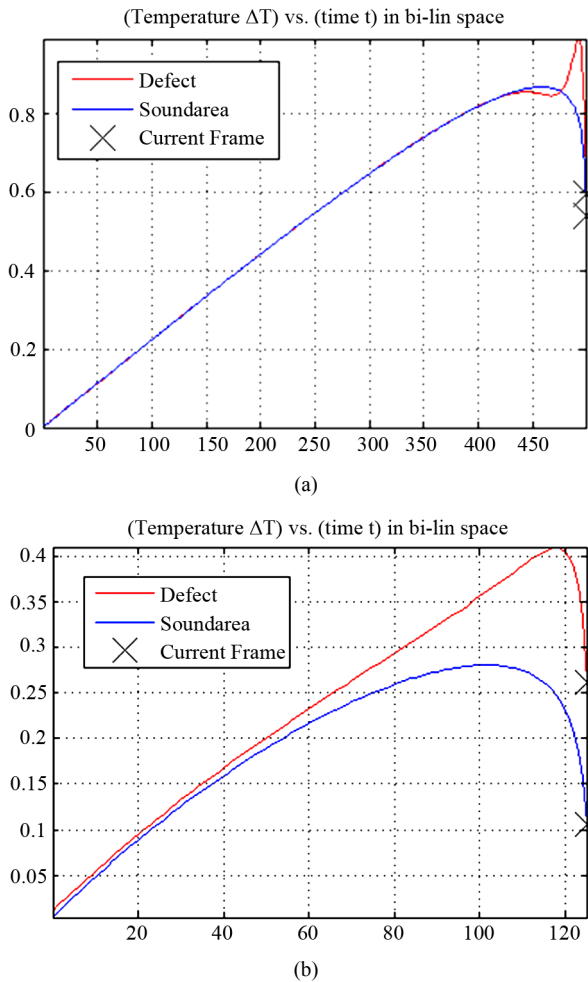 (Temperature ΔT) vs. (time t) in bi-lin space
Defect
Soundarea
Current Frame
0.8
0.6
0.4
0.2
0
50 100 150 200 250 300 350 400 450
(a)
(Temperature ΔT) vs. (time t) in bi-lin space
0.4
Defect
Soundarea
Current Frame
0.35
0.3
0.25
0.2
0.15
0.1
0.05
20 40 60 80 100 120
(b)